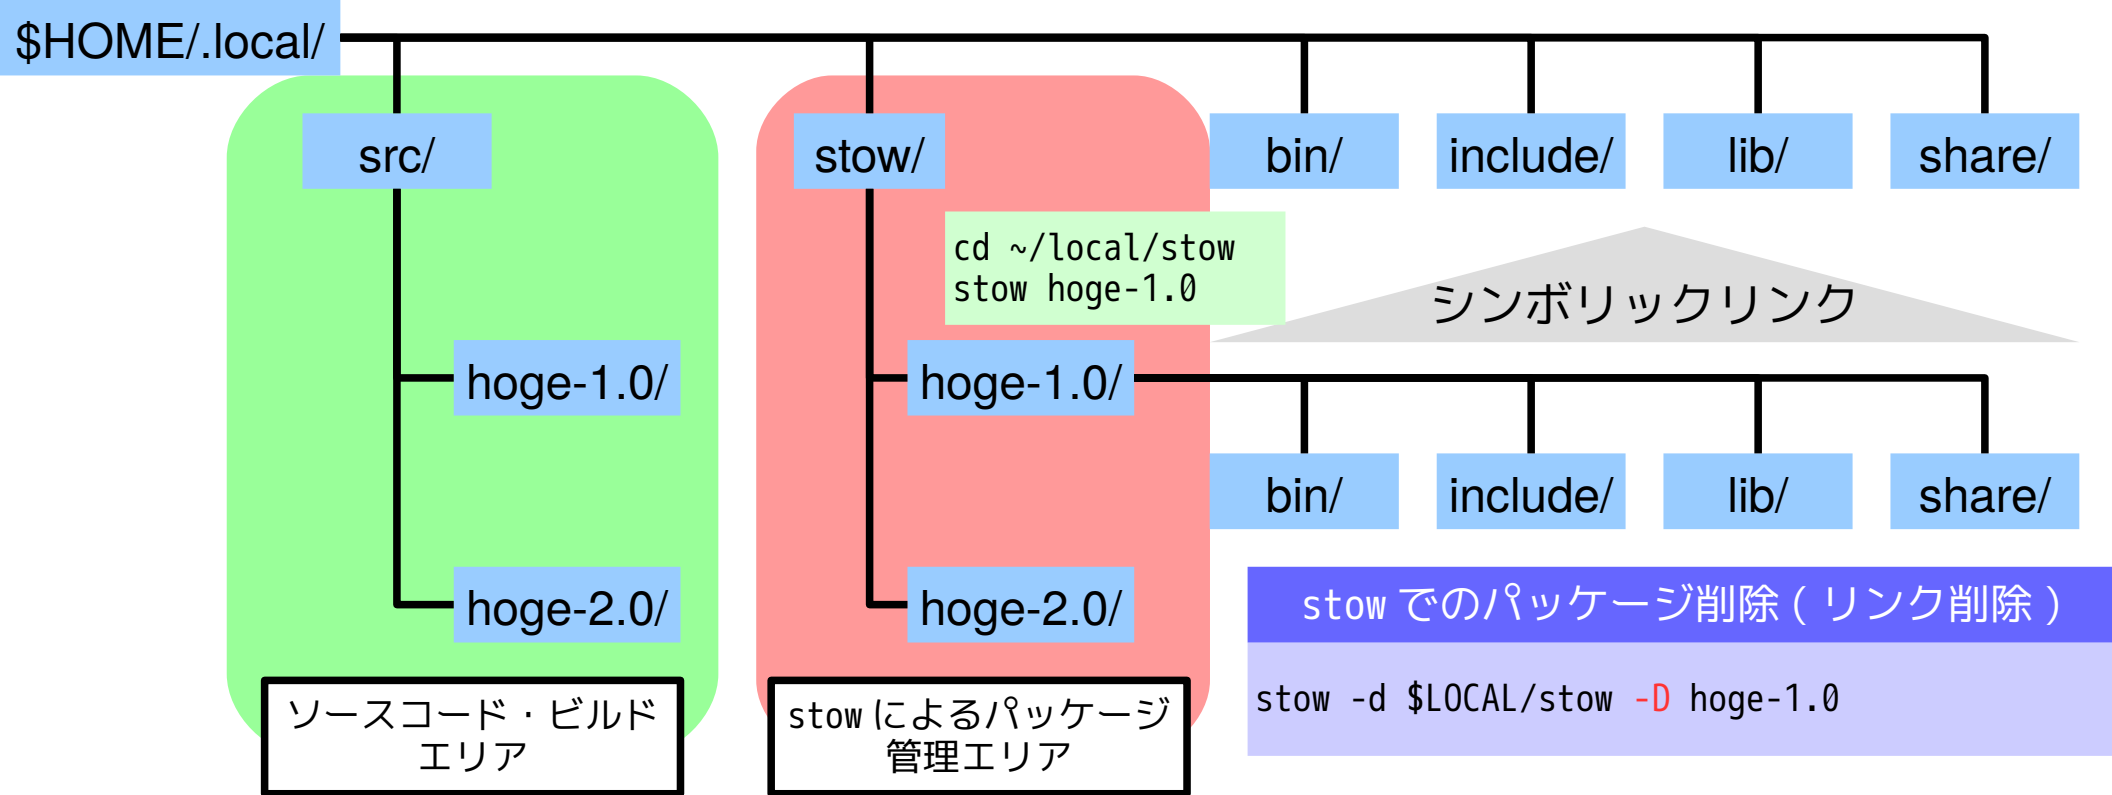 $HOME/.local/
src/
stow/
bin/
include/
lib/
share/
cd ~/local/stow
stow hoge-1.0
シンボリックリンク
hoge-1.0/
hoge-1.0/
bin/
include/
lib/
share/
hoge-2.0/
hoge-2.0/
stow でのパッケージ削除 ( リンク削除 )
stow -d $LOCAL/stow -D hoge-1.0
ソースコード・ビルド
エリア
stow によるパッケージ
管理エリア